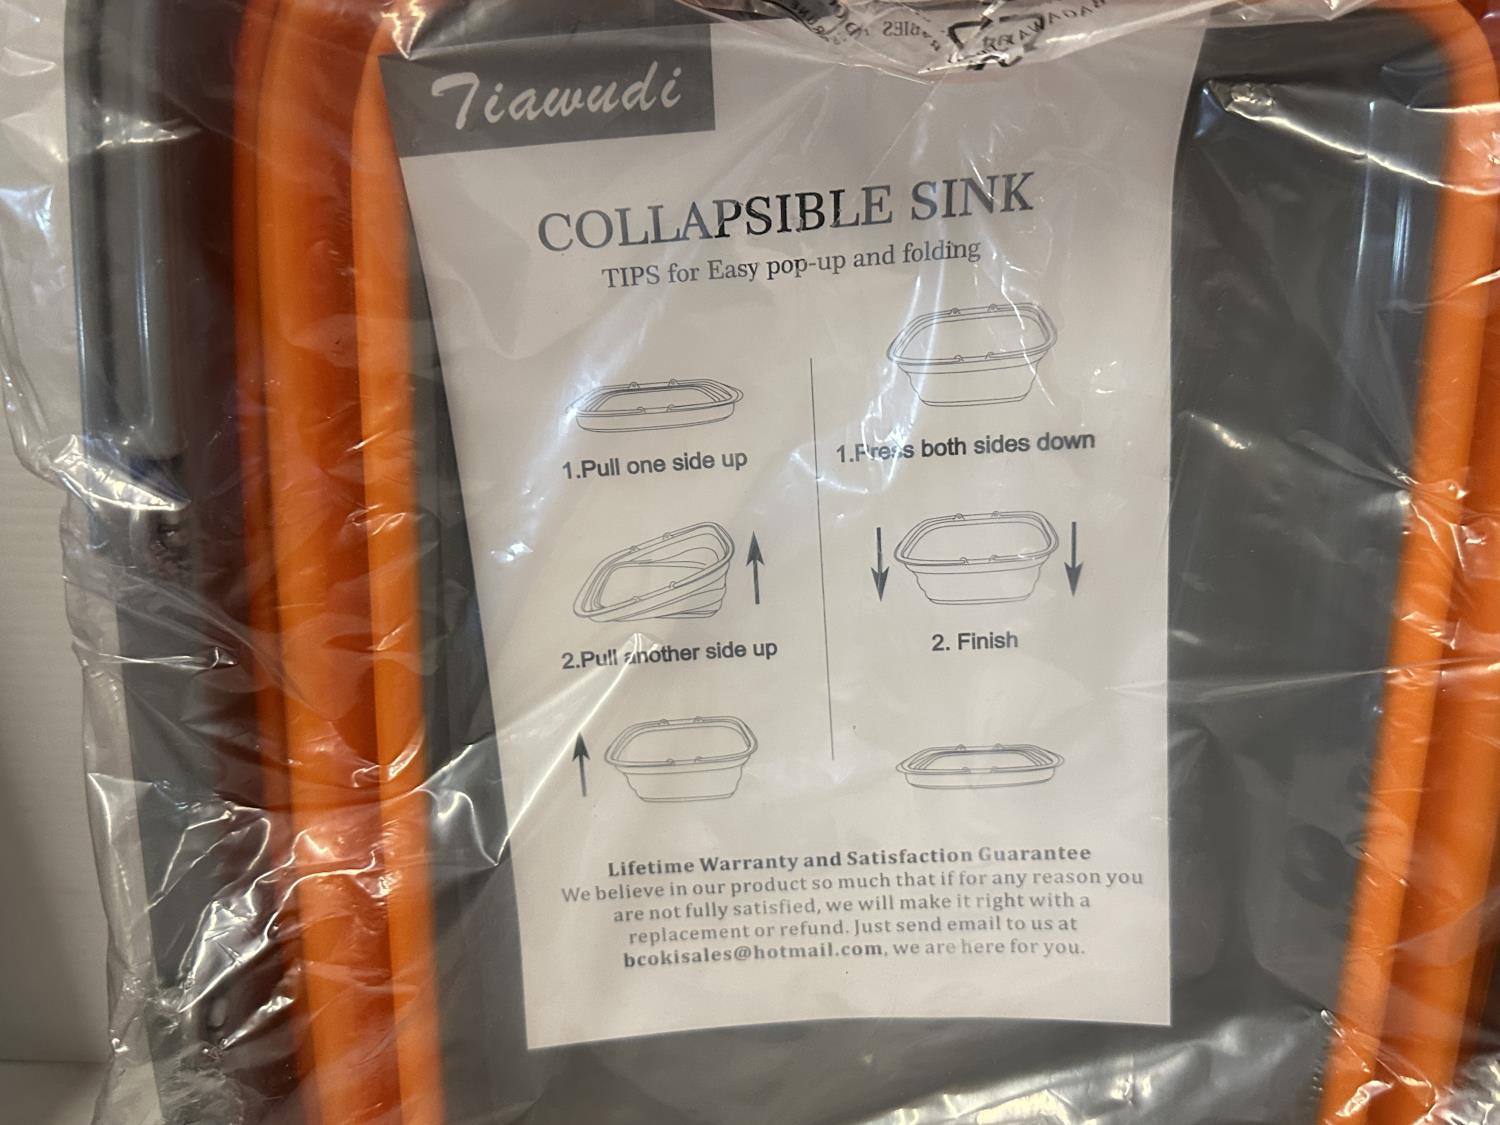 Tiawudi
COLLAPSIBLE SINK
TIPS for Easy pop-up and folding
1.Pull one side up
2.Pull another side up
1.Press both sides down
2. Finish
Lifetime Warranty and Satisfaction Guarantee
We believe in our product so much that if for any reason you
are not fully satisfied, we will make it right with a
replacement or refund. Just send email to us at
bcokisales@hotmail.com, we are here for you.